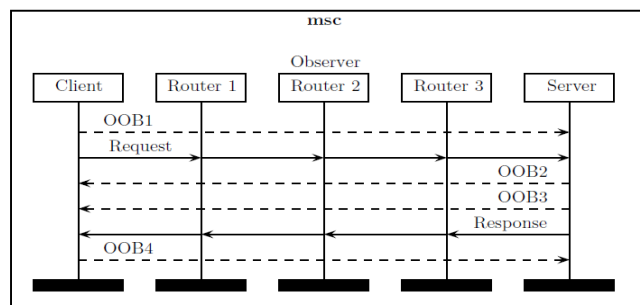 msc
Observer
Client Router 1 Router 2 Router 3 Server
OOB1
Request
OOB2
OOB3
Response
OOB4